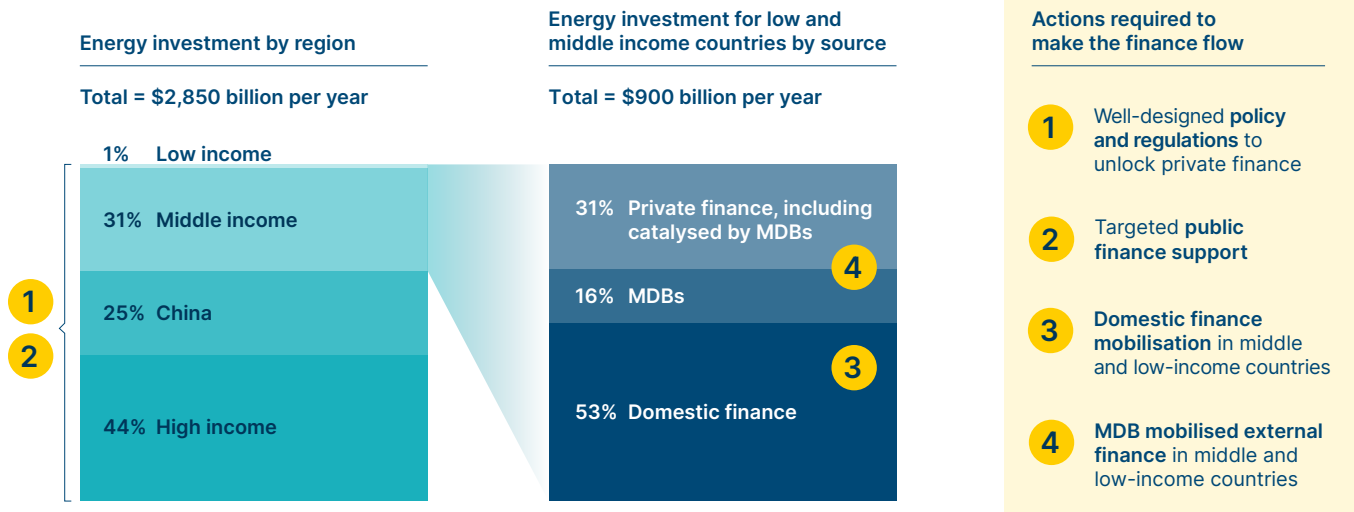 Energy investment by region
Total = $2,850 billion per year
1% Low income
31% Middle income
25% China
44% High income
1
2
Energy investment for low and
middle income countries by source
Total = $900 billion per year
31% Private finance, including
catalysed by MDBs
4
16% MDBs
3
53% Domestic finance
Actions required to
make the finance flow
1
Well-designed policy
and regulations to
unlock private finance
2
Targeted public
finance support
3
Domestic finance
mobilisation in middle
and low-income countries
4
MDB mobilised external
finance in middle and
low-income countries